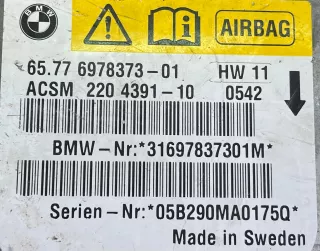 BMW
AIRBAG
65.77 6978373-01 HW 11
ACSM 220 4391-10 0542
BMW-Nr:*31697837301M*
Serien-Nr:*05B290MA0175Q*
Made in Sweden